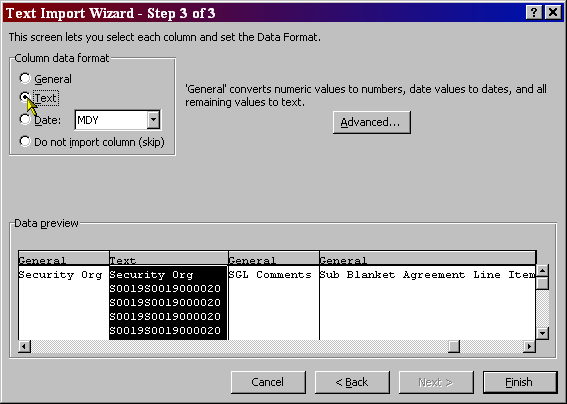 Text Import Wizard - Step 3 of 3
This screen lets you select each column and set the Data Format.
Column data format
General
Text
Date: MDY
Do not import column (skip)
'General' converts numeric values to numbers, date values to dates, and all
remaining values to text.
Advanced...
Data preview
General Text General General
Security Org Security Org SGL Comments Sub Blanket Agreement Line Item
S0019S0019000020
S0019S0019000020
S0019S0019000020
S0019S0019000020
Cancel < Back Next > Finish